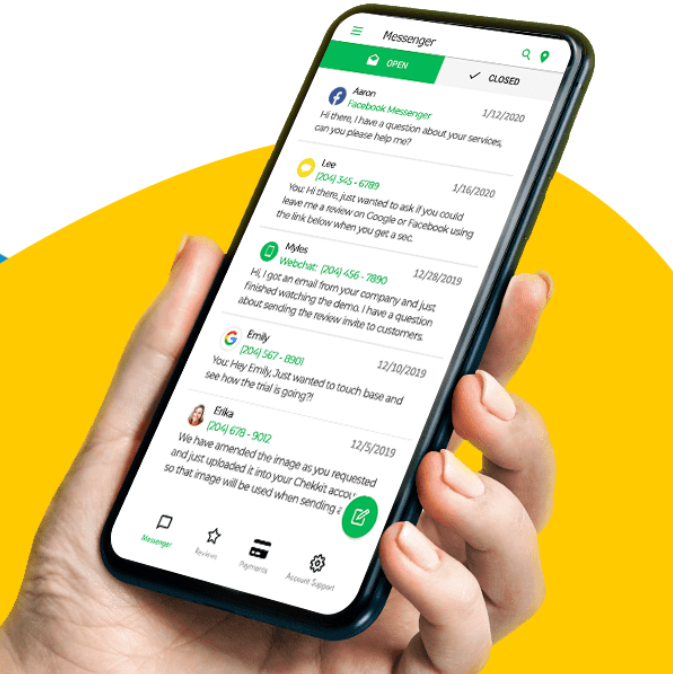 Messenger
OPEN
CLOSED
Aaron
Facebook Messenger
1/12/2020
Hi there, I have a question about your services,
can you please help me?
Lee
(204) 345 - 6789
1/16/2020
You: Hi there, just wanted to ask if you could
leave me a review on Google or Facebook using
the link below when you get a sec.
Myles
Webchat: (204) 456 - 7890
12/28/2019
Hi, I got an email from your company and just
finished watching the demo. I have a question
about sending the review invite to customers.
Emily
(204) 567 - 8901
12/10/2019
You: Hey Emily, Just wanted to touch base and
see how the trial is going?!
Erika
(204) 678 - 9012
12/5/2019
We have amended the image as you requested
and just uploaded it into your Chekkit
so that image will be used when sending
Messenger
Reviews
Payments
Account Support